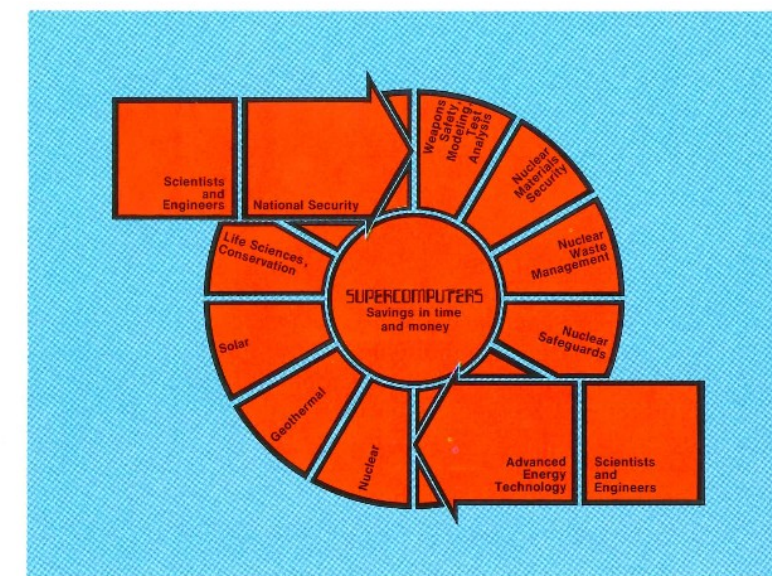 Scientists
and
Engineers
National Security
Weapons
Safety,
Modeling,
Test
Analysis
Nuclear
Materials
Security
Nuclear
Waste
Management
Nuclear
Safeguards
Life Sciences,
Conservation
SUPERCOMPUTERS
Savings in time
and money
Solar
Geothermal
Nuclear
Advanced
Energy
Technology
Scientists
and
Engineers